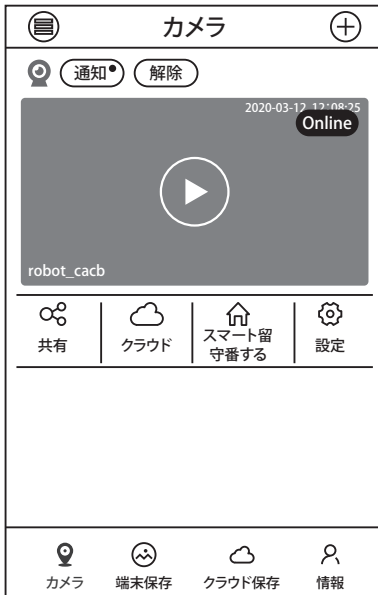 カメラ
通知
解除
2020-03-12 12:08:25
Online
robot_cacb
共有
クラウド
スマート留
守番する
設定
カメラ
端末保存
クラウド保存
情報